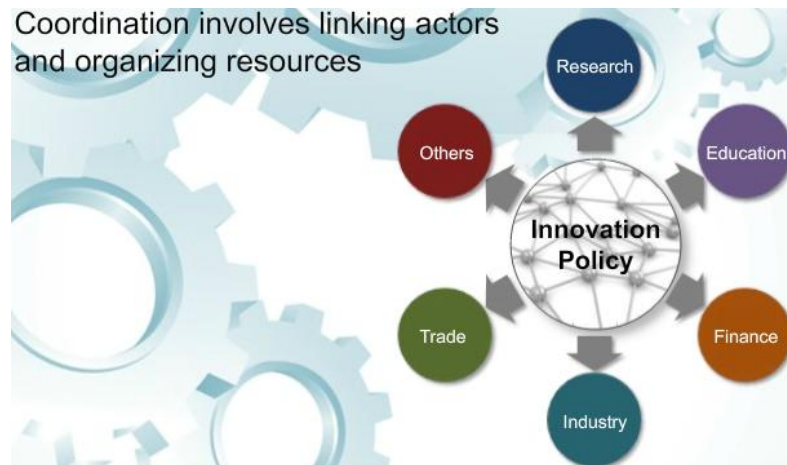 Coordination involves linking actors
and organizing resources
Research
Others
Education
Innovation
Policy
Trade
Finance
Industry